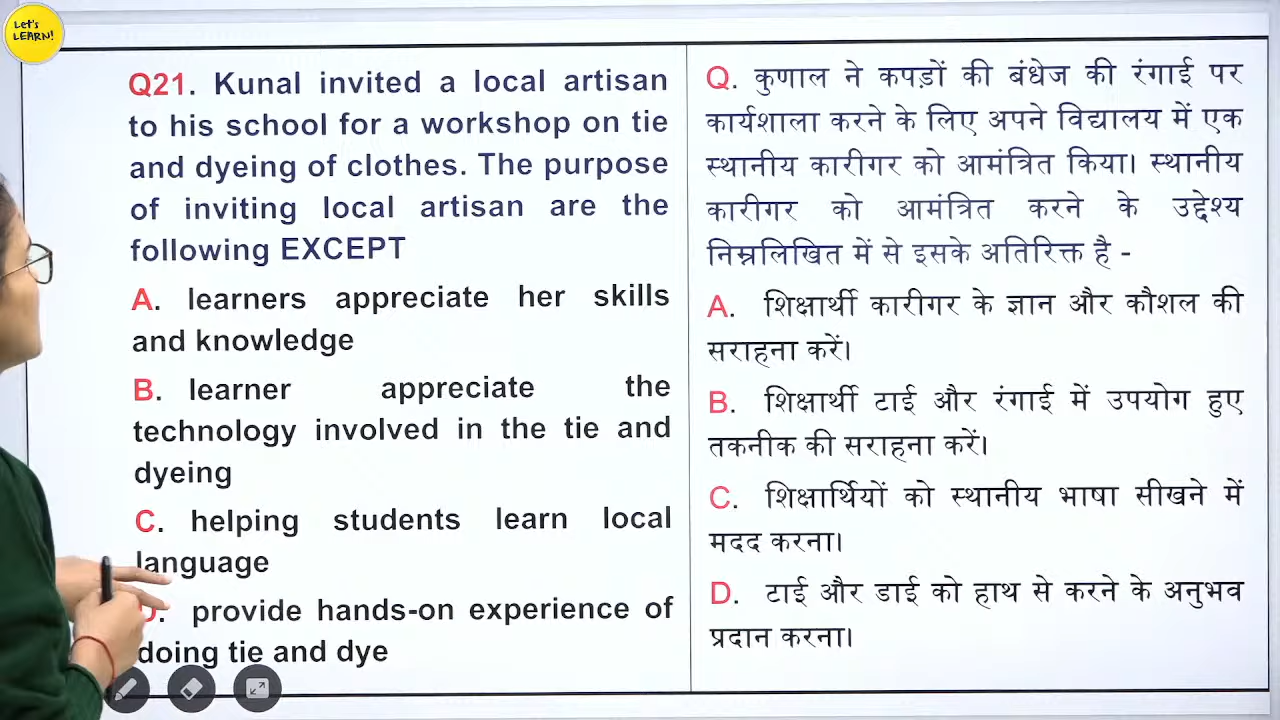 Let's
LEARN!
Q21. Kunal invited a local artisan
to his school for a workshop on tie
and dyeing of clothes. The purpose
of inviting local artisan are the
following EXCEPT
A. learners appreciate her skills
and knowledge
B. learner appreciate the
technology involved in the tie and
dyeing
C. helping students learn local
language
D. provide hands-on experience of
doing tie and dye
Q. कुणाल ने कपड़ों की बंधेज की रंगाई पर
कार्यशाला करने के लिए अपने विद्यालय में एक
स्थानीय कारीगर को आमंत्रित किया। स्थानीय
कारीगर को आमंत्रित करने के उद्देश्य
निम्नलिखित में से इसके अतिरिक्त है -
A. शिक्षार्थी कारीगर के ज्ञान और कौशल की
सराहना करें।
B. शिक्षार्थी टाई और रंगाई में उपयोग हुए
तकनीक की सराहना करें।
C. शिक्षार्थियों को स्थानीय भाषा सीखने में
मदद करना।
D. टाई और डाई को हाथ से करने के अनुभव
प्रदान करना।